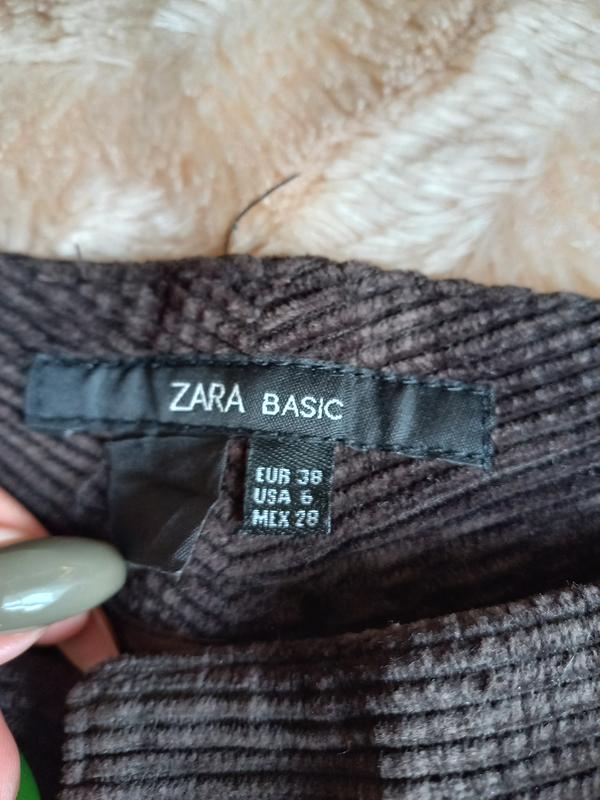 ZARA BASIC
EUR 38
USA 6
MEX 28